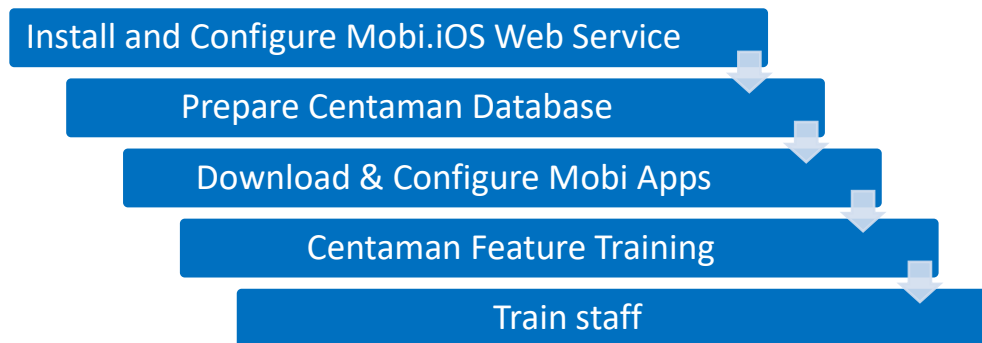 Install and Configure Mobi.iOS Web Service
Prepare Centaman Database
Download & Configure Mobi Apps
Centaman Feature Training
Train staff